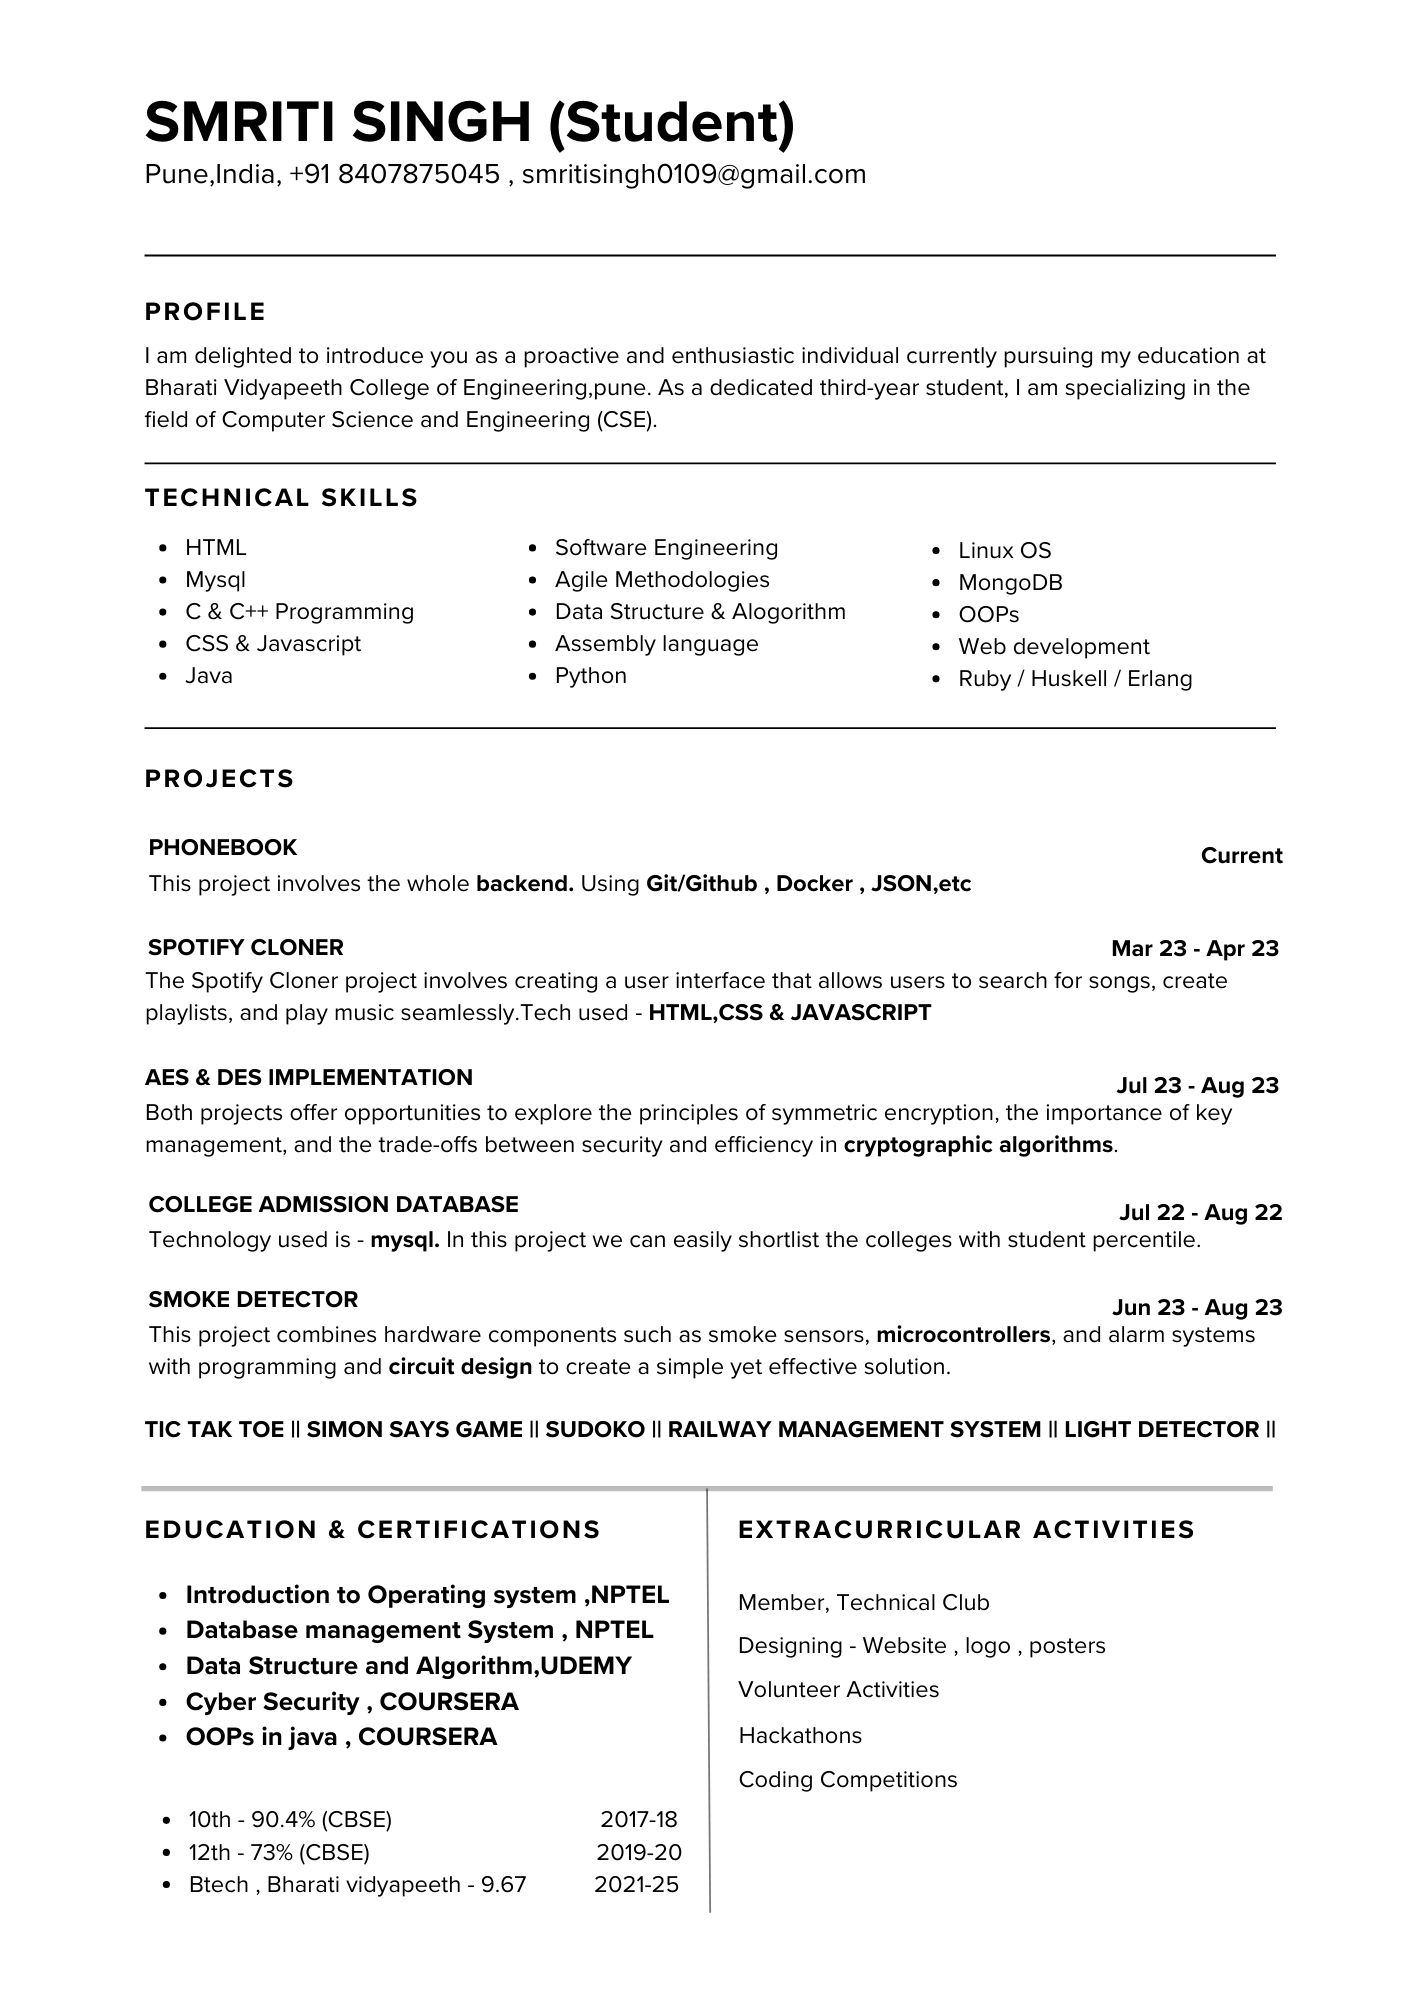 SMRITI SINGH (Student)
Pune,India, +91 8407875045 , smritisingh0109@gmail.com
PROFILE
I am delighted to introduce you as a proactive and enthusiastic individual currently pursuing my education at
Bharati Vidyapeeth College of Engineering,pune. As a dedicated third-year student, I am specializing in the
field of Computer Science and Engineering (CSE).
TECHNICAL SKILLS
• HTML
• Mysql
• C & C++ Programming
• CSS & Javascript
• Java
• Software Engineering
• Agile Methodologies
• Data Structure & Alogorithm
• Assembly language
• Python
• Linux OS
• MongoDB
• OOPs
• Web development
• Ruby / Huskell / Erlang
PROJECTS
PHONEBOOK Current
This project involves the whole backend. Using Git/Github , Docker , JSON,etc
SPOTIFY CLONER Mar 23 - Apr 23
The Spotify Cloner project involves creating a user interface that allows users to search for songs, create
playlists, and play music seamlessly.Tech used - HTML,CSS & JAVASCRIPT
AES & DES IMPLEMENTATION Jul 23 - Aug 23
Both projects offer opportunities to explore the principles of symmetric encryption, the importance of key
management, and the trade-offs between security and efficiency in cryptographic algorithms.
COLLEGE ADMISSION DATABASE Jul 22 - Aug 22
Technology used is - mysql. In this project we can easily shortlist the colleges with student percentile.
SMOKE DETECTOR Jun 23 - Aug 23
This project combines hardware components such as smoke sensors, microcontrollers, and alarm systems
with programming and circuit design to create a simple yet effective solution.
TIC TAK TOE || SIMON SAYS GAME || SUDOKO || RAILWAY MANAGEMENT SYSTEM || LIGHT DETECTOR ||
EDUCATION & CERTIFICATIONS
• Introduction to Operating system ,NPTEL
• Database management System , NPTEL
• Data Structure and Algorithm,UDEMY
• Cyber Security , COURSERA
• OOPs in java , COURSERA
• 10th - 90.4% (CBSE) 2017-18
• 12th - 73% (CBSE) 2019-20
• Btech , Bharati vidyapeeth - 9.67 2021-25
EXTRACURRICULAR ACTIVITIES
Member, Technical Club
Designing - Website , logo , posters
Volunteer Activities
Hackathons
Coding Competitions